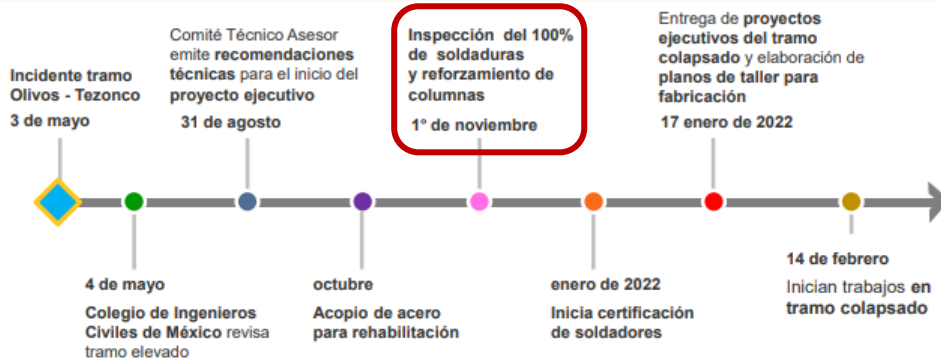 Incidente tramo
Olivos - Tezonco
3 de mayo
4 de mayo
Colegio de Ingenieros
Civiles de México revisa
tramo elevado
Comité Técnico Asesor
emite recomendaciones
técnicas para el inicio del
proyecto ejecutivo
31 de agosto
octubre
Acopio de acero
para rehabilitación
Inspección del 100%
de soldaduras
y reforzamiento de
columnas
1° de noviembre
enero de 2022
Inicia certificación
de soldadores
Entrega de proyectos
ejecutivos del tramo
colapsado y elaboración de
planos de taller para
fabricación
17 enero de 2022
14 de febrero
Inician trabajos en
tramo colapsado